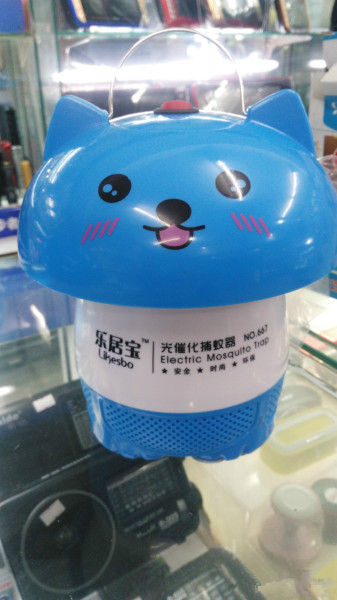 乐居宝™
Likjesbo
光催化捕蚊器 NO.667
Electric Mosquito Trap
★ 安全 ★ 时尚 ★ 环保